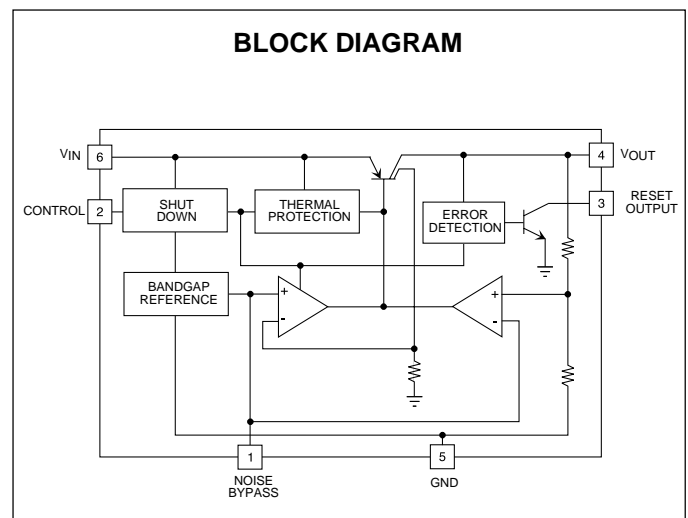 BLOCK DIAGRAM
VIN
6
4
VOUT
CONTROL
2
SHUT
DOWN
THERMAL
PROTECTION
ERROR
DETECTION
3
RESET
OUTPUT
BANDGAP
REFERENCE
+
-
+
-
1
NOISE
BYPASS
5
GND